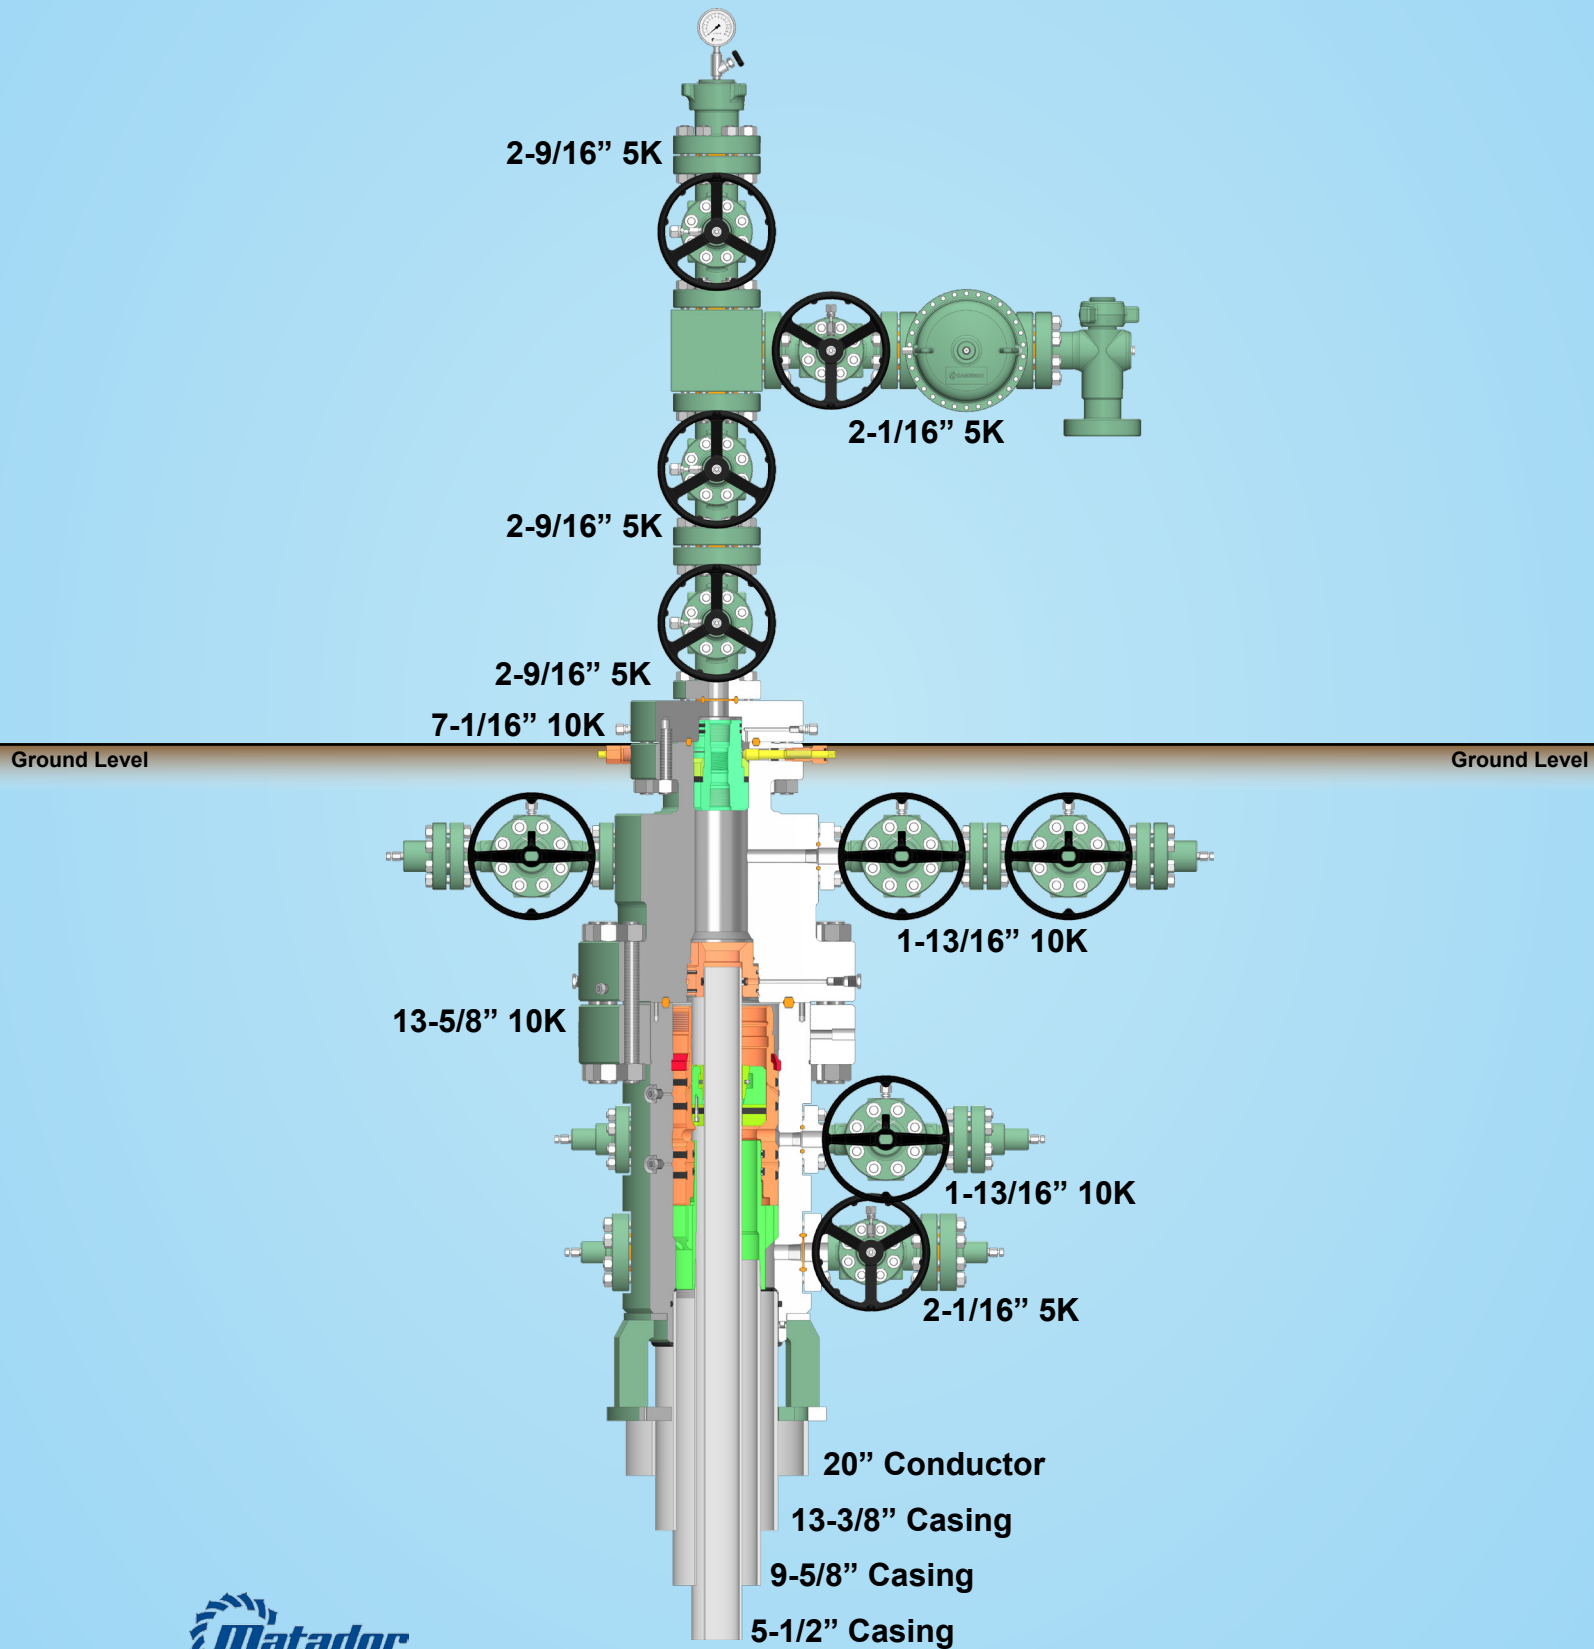 2-9/16” 5K
2-1/16” 5K
2-9/16” 5K
2-9/16” 5K
7-1/16” 10K
Ground Level
Ground Level
1-13/16” 10K
13-5/8” 10K
1-13/16” 10K
2-1/16” 5K
20” Conductor
13-3/8” Casing
9-5/8” Casing
5-1/2” Casing
Matador